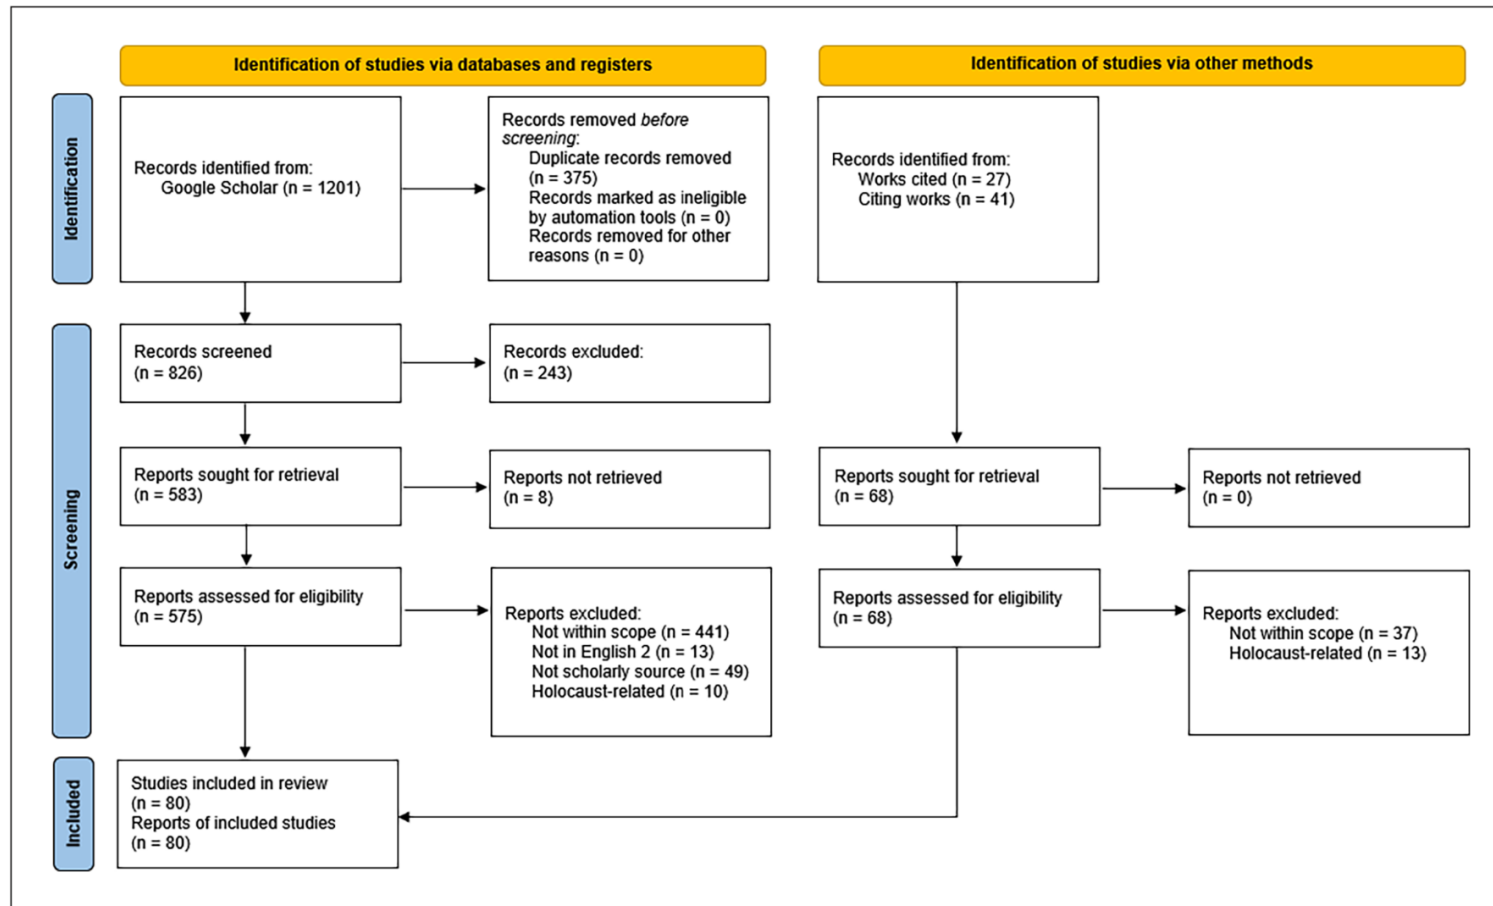 Identification of studies via databases and registers
Identification of studies via other methods
Identification
Records identified from:
Google Scholar (n = 1201)
Records removed before
screening:
Duplicate records removed
(n = 375)
Records marked as ineligible
by automation tools (n = 0)
Records removed for other
reasons (n = 0)
Records identified from:
Works cited (n = 27)
Citing works (n = 41)
Screening
Records screened
(n = 826)
Records excluded:
(n = 243)
Reports sought for retrieval
(n = 583)
Reports not retrieved
(n = 8)
Reports sought for retrieval
(n = 68)
Reports not retrieved
(n = 0)
Reports assessed for eligibility
(n = 575)
Reports excluded:
Not within scope (n = 441)
Not in English 2 (n = 13)
Not scholarly source (n = 49)
Holocaust-related (n = 10)
Reports assessed for eligibility
(n = 68)
Reports excluded:
Not within scope (n = 37)
Holocaust-related (n = 13)
Included
Studies included in review
(n = 80)
Reports of included studies
(n = 80)